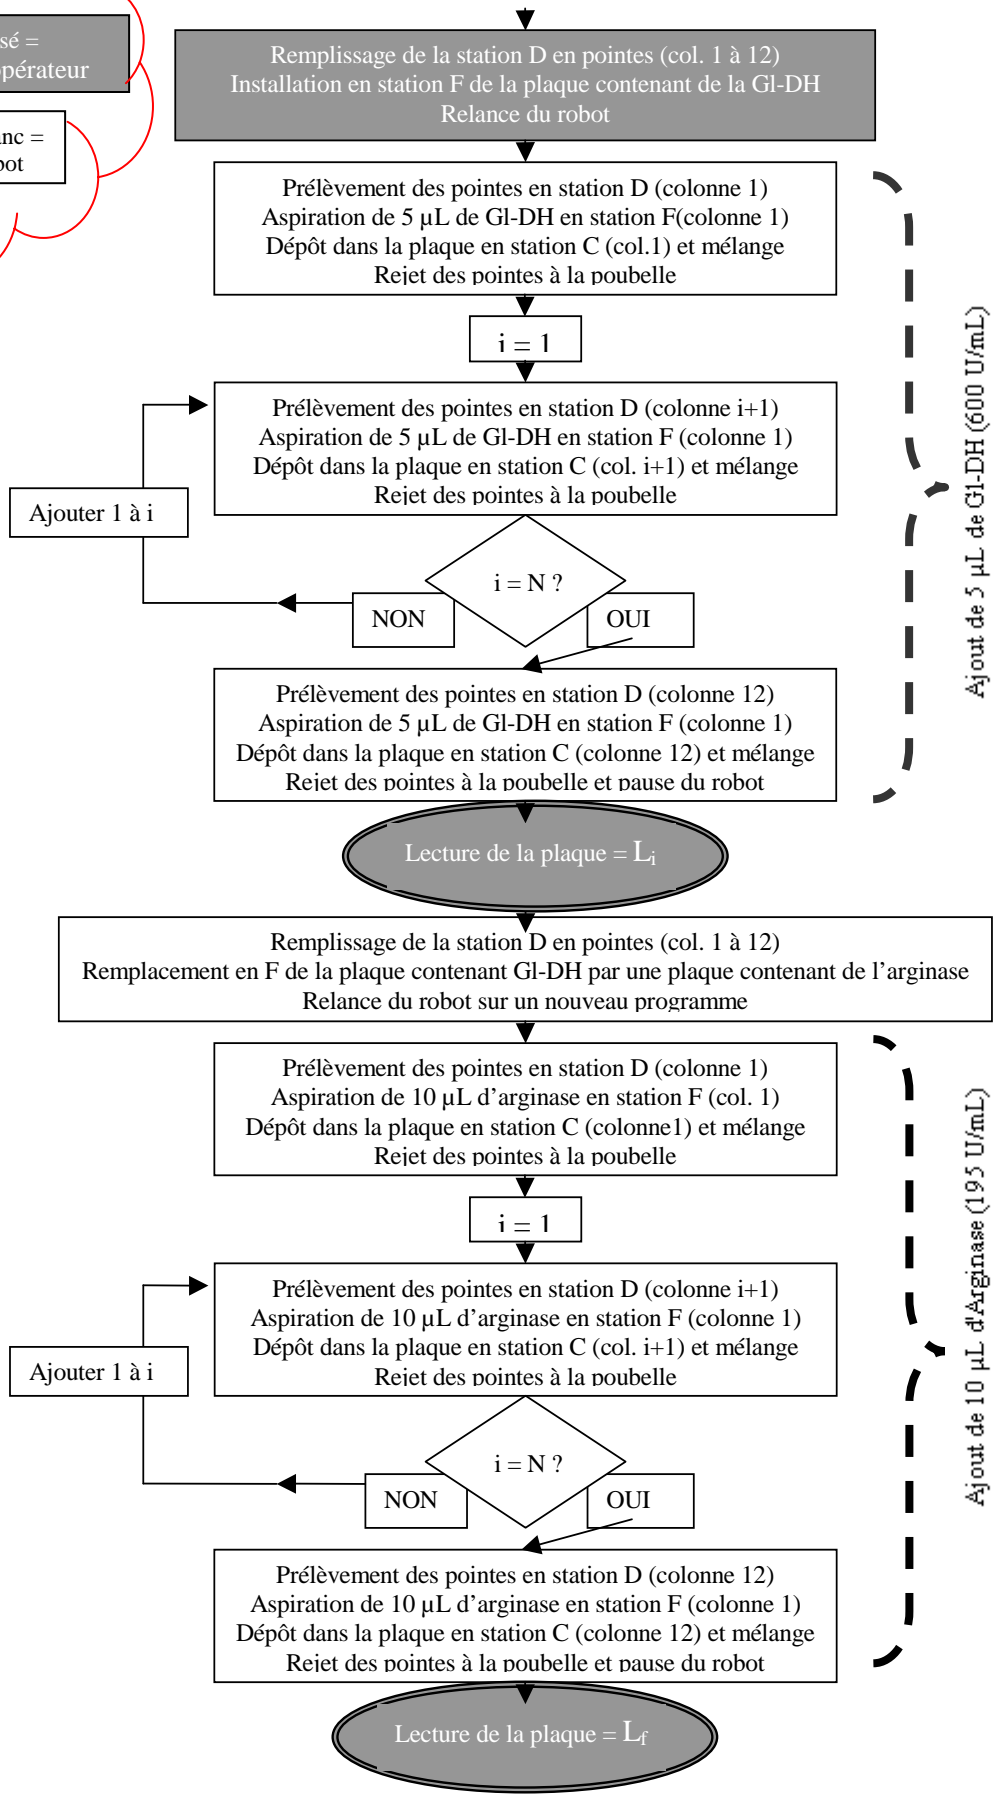 sé =
opérateur
nc =
bot
Remplissage de la station D en pointes (col. 1 à 12)
Installation en station F de la plaque contenant de la Gl-DH
Relance du robot
Prélèvement des pointes en station D (colonne 1)
Aspiration de 5 µL de Gl-DH en station F(colonne 1)
Dépôt dans la plaque en station C (col.1) et mélange
Rejet des pointes à la poubelle
i = 1
Prélèvement des pointes en station D (colonne i+1)
Aspiration de 5 µL de Gl-DH en station F (colonne 1)
Dépôt dans la plaque en station C (col. i+1) et mélange
Rejet des pointes à la poubelle
Ajouter 1 à i
i = N ?
NON
OUI
Prélèvement des pointes en station D (colonne 12)
Aspiration de 5 µL de Gl-DH en station F (colonne 1)
Dépôt dans la plaque en station C (colonne 12) et mélange
Rejet des pointes à la poubelle et pause du robot
Ajout de 5 µL de Gl-DH (600 U/mL)
Lecture de la plaque = Li
Remplissage de la station D en pointes (col. 1 à 12)
Remplacement en F de la plaque contenant Gl-DH par une plaque contenant de l'arginase
Relance du robot sur un nouveau programme
Prélèvement des pointes en station D (colonne 1)
Aspiration de 10 µL d'arginase en station F (col. 1)
Dépôt dans la plaque en station C (colonne1) et mélange
Rejet des pointes à la poubelle
i = 1
Prélèvement des pointes en station D (colonne i+1)
Aspiration de 10 µL d'arginase en station F (colonne 1)
Dépôt dans la plaque en station C (col. i+1) et mélange
Rejet des pointes à la poubelle
Ajouter 1 à i
i = N ?
NON
OUI
Prélèvement des pointes en station D (colonne 12)
Aspiration de 10 µL d'arginase en station F (colonne 1)
Dépôt dans la plaque en station C (colonne 12) et mélange
Rejet des pointes à la poubelle et pause du robot
Ajout de 10 µL d'Arginase (195 U/mL)
Lecture de la plaque = Lf